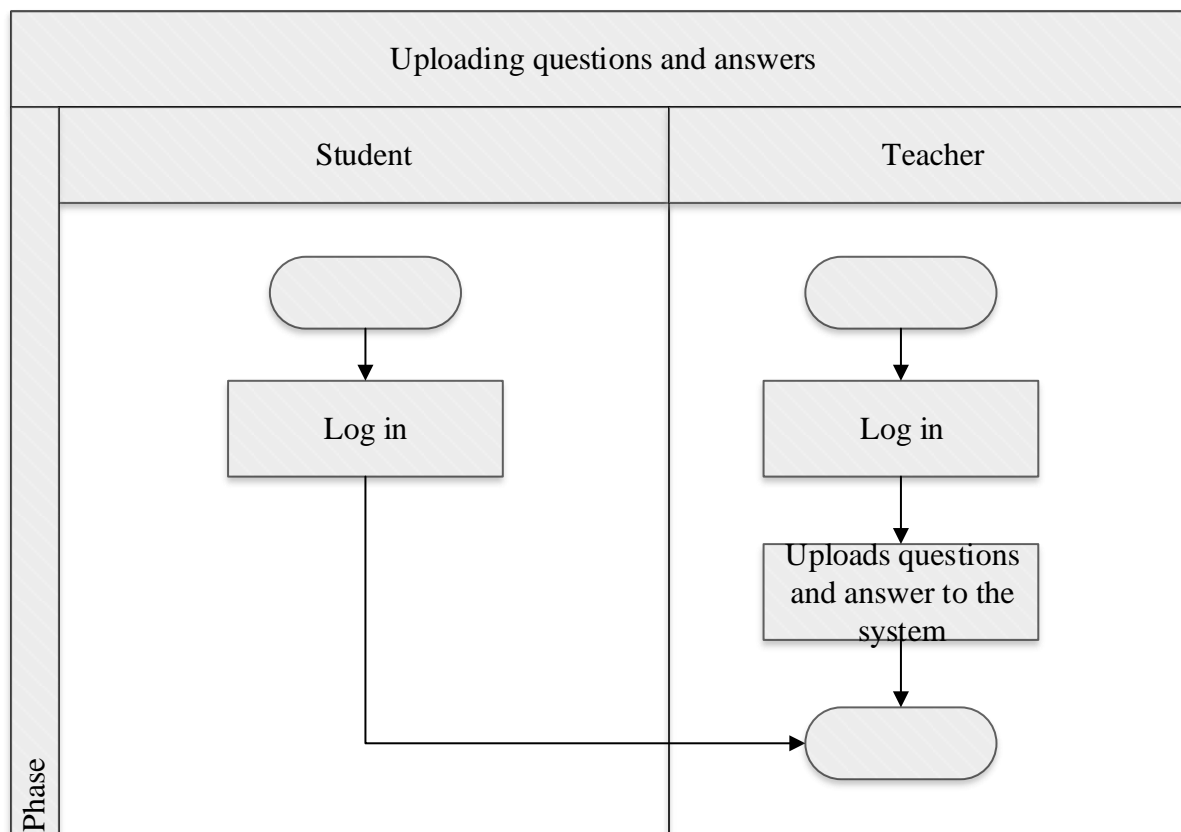 Uploading questions and answers
Student
Teacher
Log in
Log in
Uploads questions
and answer to the
system
Phase